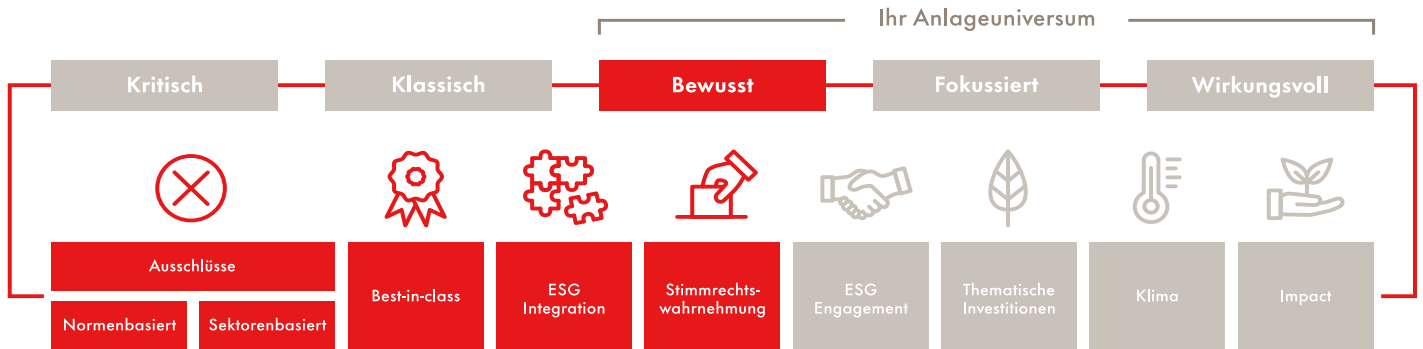 Ihr Anlageuniversum
Kritisch
Klassisch
Bewusst
Fokussiert
Wirkungsvoll
Ausschlüsse
Normenbasiert
Sektorenbasiert
Best-in-class
ESG
Integration
Stimmrechts-
wahrnehmung
ESG
Engagement
Thematische
Investitionen
Klima
Impact